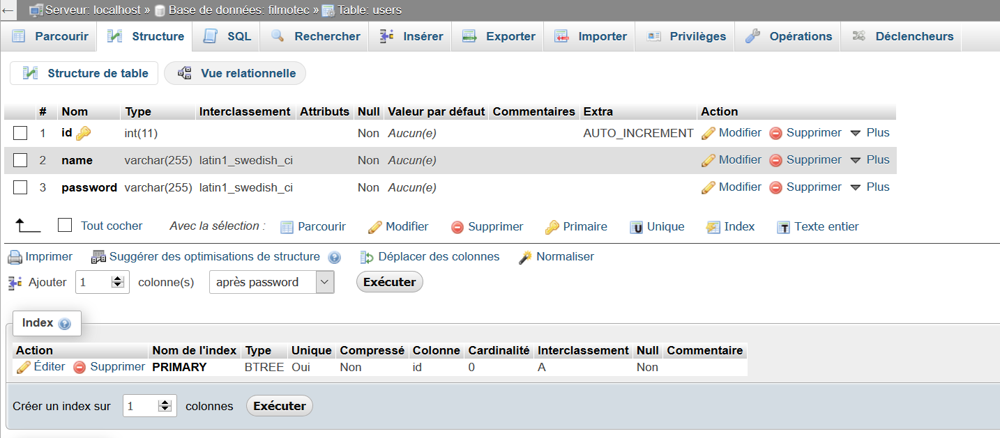 Serveur: localhost » Base de données: filmotec » Table: users
Parcourir Structure SQL Rechercher Insérer Exporter Importer Privilèges Opérations Déclencheurs
Structure de table Vue relationnelle
# Nom Type Interclassement Attributs Null Valeur par défaut Commentaires Extra Action
1 id int(11) Non Aucun(e) AUTO_INCREMENT Modifier Supprimer Plus
2 name varchar(255) latin1_swedish_ci Non Aucun(e) Modifier Supprimer Plus
3 password varchar(255) latin1_swedish_ci Non Aucun(e) Modifier Supprimer Plus
Tout cocher Avec la sélection : Parcourir Modifier Supprimer Primaire U Unique Index T Texte entier
Imprimer Suggérer des optimisations de structure ? Déplacer des colonnes Normaliser
Ajouter 1 colonne(s) après password Exécuter
Index ?
Action Nom de l'index Type Unique Compressé Colonne Cardinalité Interclassement Null Commentaire
Éditer Supprimer PRIMARY BTREE Oui Non id 0 A Non
Créer un index sur 1 colonnes Exécuter